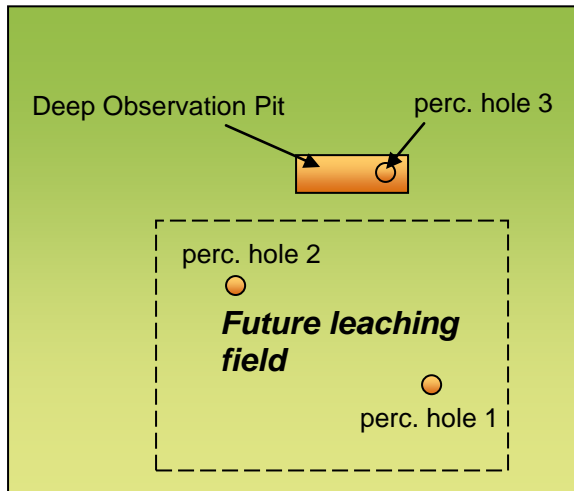 Deep Observation Pit
perc. hole 3
perc. hole 2
Future leaching
field
perc. hole 1